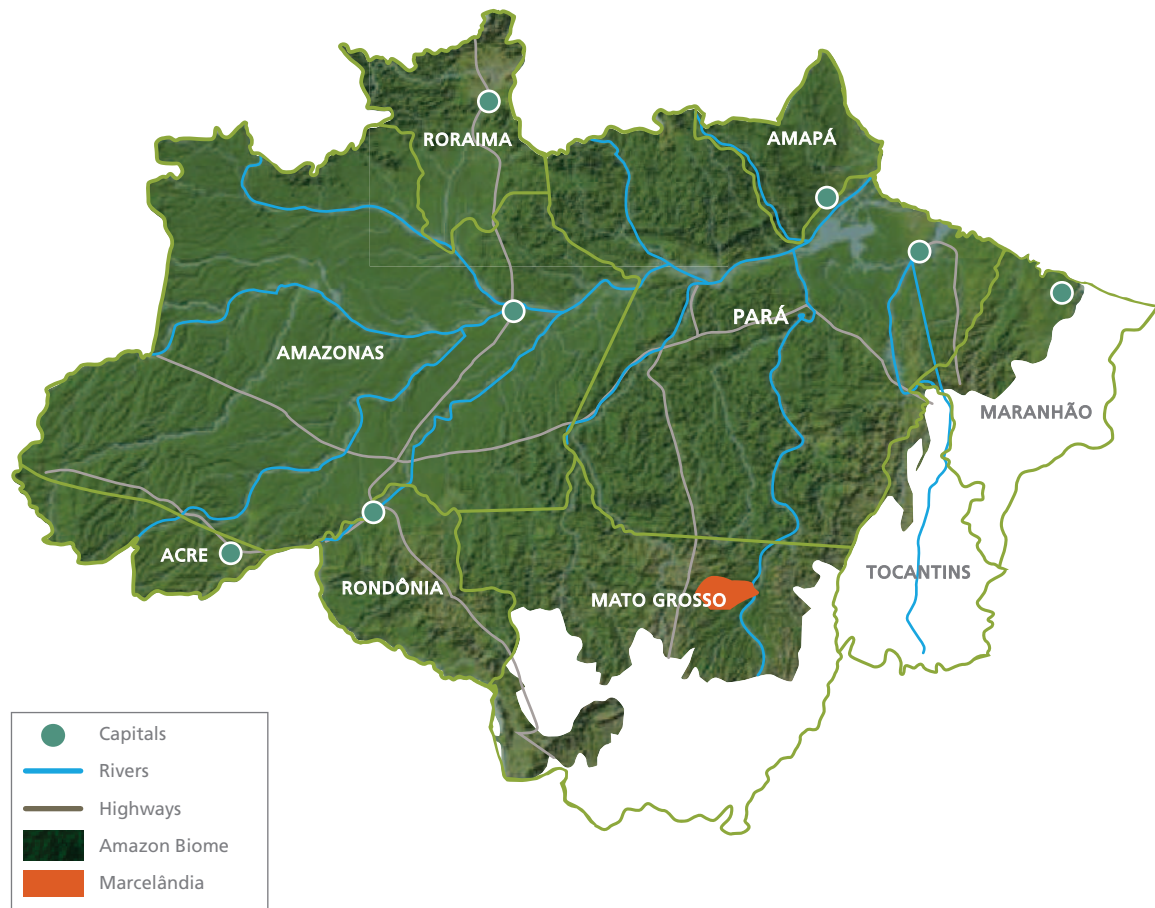 RORAIMA
AMAPÁ
PARÁ
AMAZONAS
MARANHÃO
ACRE
TOCANTINS
RONDÔNIA
MATO GROSSO
Capitals
Rivers
Highways
Amazon Biome
Marcelândia